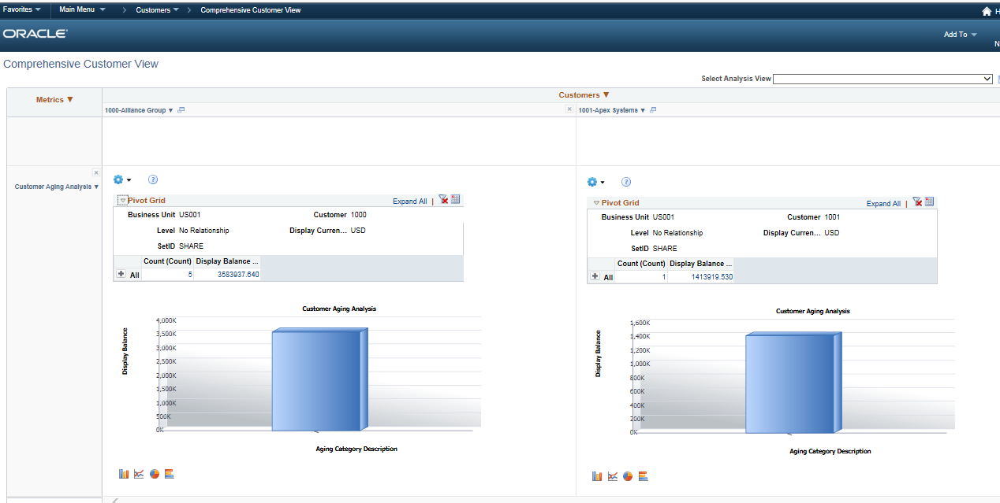 Favorites Main Menu Customers Comprehensive Customer View H
ORACLE'
Add To
N
Comprehensive Customer View
Select Analysis View
Metrics
Customers
1000-Alliance Group 1001-Apex Systems
Customer Aging Analysis
Pivot Grid Expand All |
Business Unit US001 Customer 1000
Level No Relationship Display Curren... USD
SetID SHARE
Count (Count) Display Balance ...
All 5 3583937.640
Customer Aging Analysis
Display Balance
4,000K
3,500K
3,000K
2,500K
2,000K
1,500K
1,000K
500K
0K
Aging Category Description
Pivot Grid Expand All |
Business Unit US001 Customer 1001
Level No Relationship Display Curren... USD
SetID SHARE
Count (Count) Display Balance ...
All 1 1413919.530
Customer Aging Analysis
Display Balance
1,600K
1,400K
1,200K
1,000K
800K
600K
400K
200K
0K
Aging Category Description